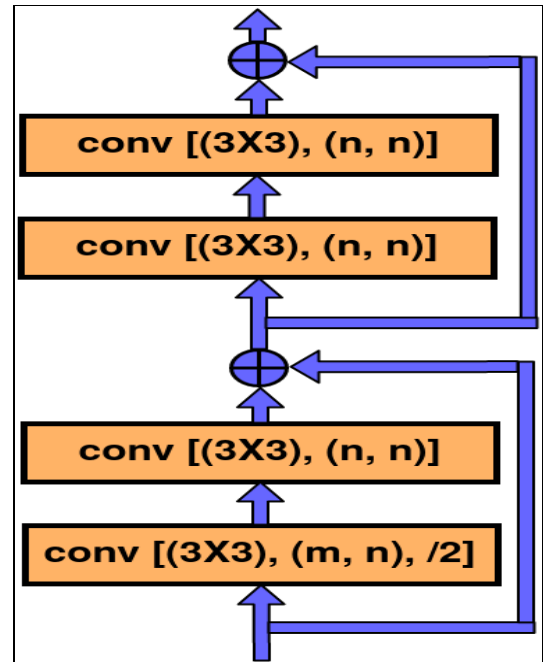 conv [(3X3), (n, n)]
conv [(3X3), (n, n)]
conv [(3X3), (n, n)]
conv [(3X3), (m, n), /2]